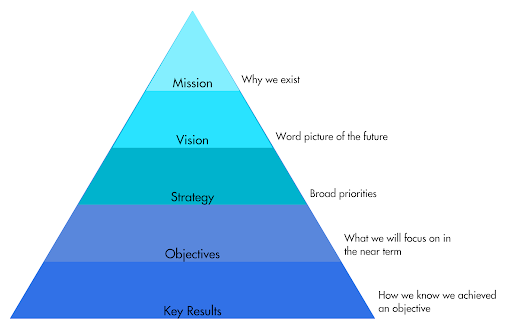 Mission
Why we exist
Vision
Word picture of the future
Strategy
Broad priorities
Objectives
What we will focus on in
the near term
Key Results
How we know we achieved
an objective